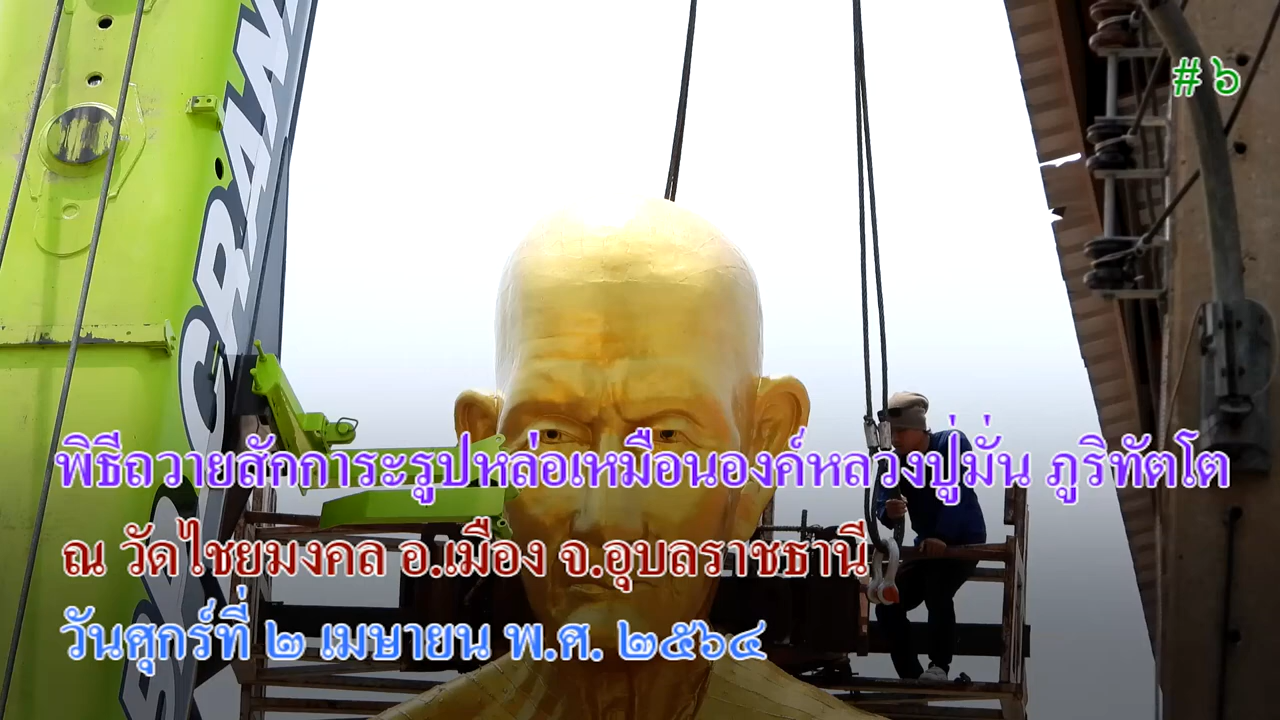 # ๖
CRANE
พิธีถวายสักการะรูปหล่อเหมือนองค์หลวงปู่มั่น ภูริทัตโต
ณ วัดไชยมงคล อ.เมือง จ.อุบลราชธานี
วันศุกร์ที่ ๒ เมษายน พ.ศ. ๒๕๖๔